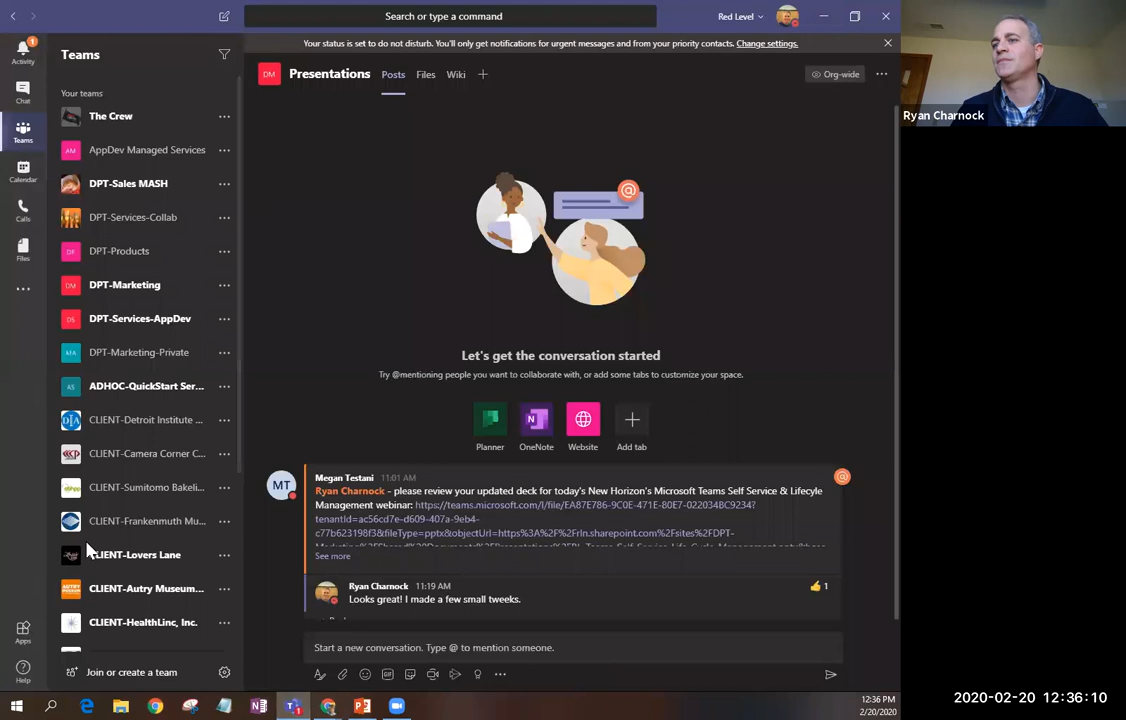 Search or type a command
Red Level
Activity
Chat
Teams
Calendar
Calls
Files
Apps
Help
Teams
Your teams
The Crew
AM
AppDev Managed Services
DPT-Sales MASH
DPT-Services-Collab
DP
DPT-Products
DM
DPT-Marketing
DS
DPT-Services-AppDev
DPT-Marketing-Private
AS
ADHOC-QuickStart Ser...
DIA
CLIENT-Detroit Institute ...
CLIENT-Camera Corner C...
CLIENT-Sumitomo Bakeli...
CLIENT-Frankenmuth Mu...
CLIENT-Lovers Lane
AUTRY
CLIENT-Autry Museum...
CLIENT-HealthLinc, Inc.
Join or create a team
Your status is set to do not disturb. You'll only get notifications for urgent messages and from your priority contacts. Change settings.
DM
Presentations
Posts
Files
Wiki
Org-wide
Let's get the conversation started
Try @mentioning people you want to collaborate with, or add some tabs to customize your space.
Planner
OneNote
Website
Add tab
MT
Megan Testani 11:01 AM
Ryan Charnock - please review your updated deck for today's New Horizon's Microsoft Teams Self Service & Lifecyle
Management webinar: https://teams.microsoft.com/l/file/EA87E786-9C0E-471E-80E7-022034BC9234?
tenantId=ac56cd7e-d609-407a-9eb4-
c77b623198f3&fileType=pptx&objectUrl=https%3A%2F%2Frln.sharepoint.com%2Fsites%2FDPT-
See more
Ryan Charnock 11:19 AM
Looks great! I made a few small tweeks.
1
Start a new conversation. Type @ to mention someone.
GIF
12:36 PM
2/20/2020
Ryan Charnock
2020-02-20 12:36:10